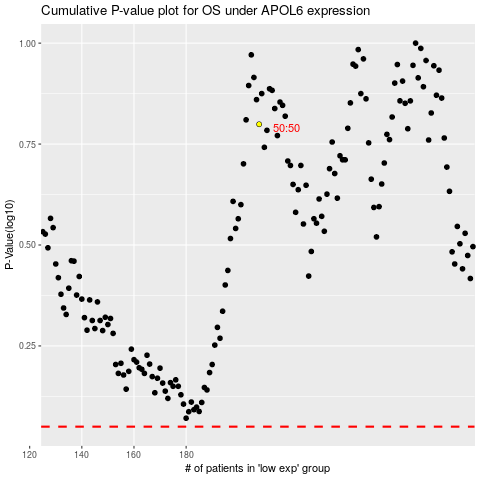 Cumulative P-value plot for OS under APOL6 expression
1.00
50:50
0.75
P-Value(log10)
0.50
0.25
120 140 160 180
# of patients in 'low exp' group